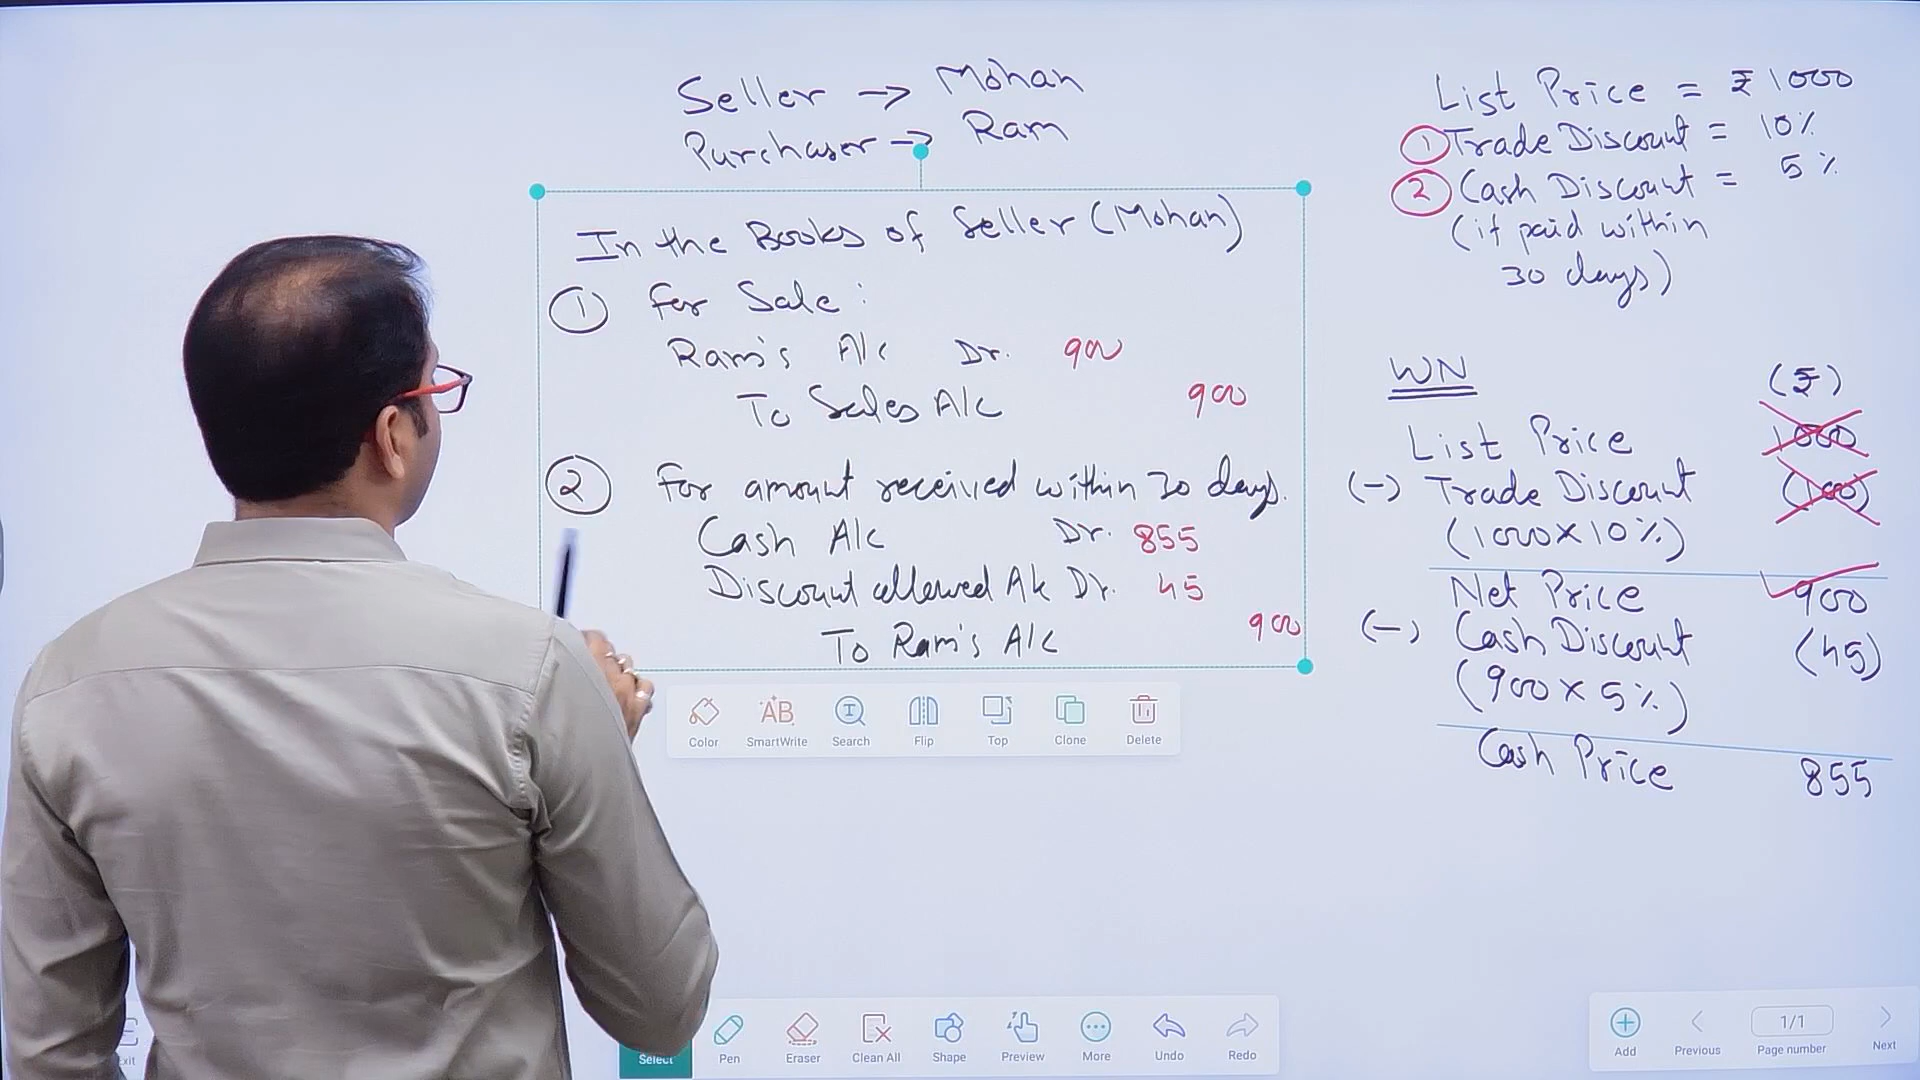 Seller → Mohan
Purchaser → Ram
In the Books of Seller (Mohan)
① For Sale :
Ram's A/c Dr. 900
To Sales A/c 900
② For amount received within 30 days.
Cash A/c Dr. 855
Discount allowed A/c Dr. 45
To Ram's A/c 900
List Price = ₹ 1000
① Trade Discount = 10%
② Cash Discount = 5%
(if paid within
30 days)
WN (₹)
List Price 1000
(-) Trade Discount (100)
(1000 x 10%)
Net Price 900
(-) Cash Discount (45)
(900 x 5%)
Cash Price 855
Color SmartWrite Search Flip Top Clone Delete
Select Pen Eraser Clean All Shape Preview More Undo Redo
Add Previous 1/1 Page number Next